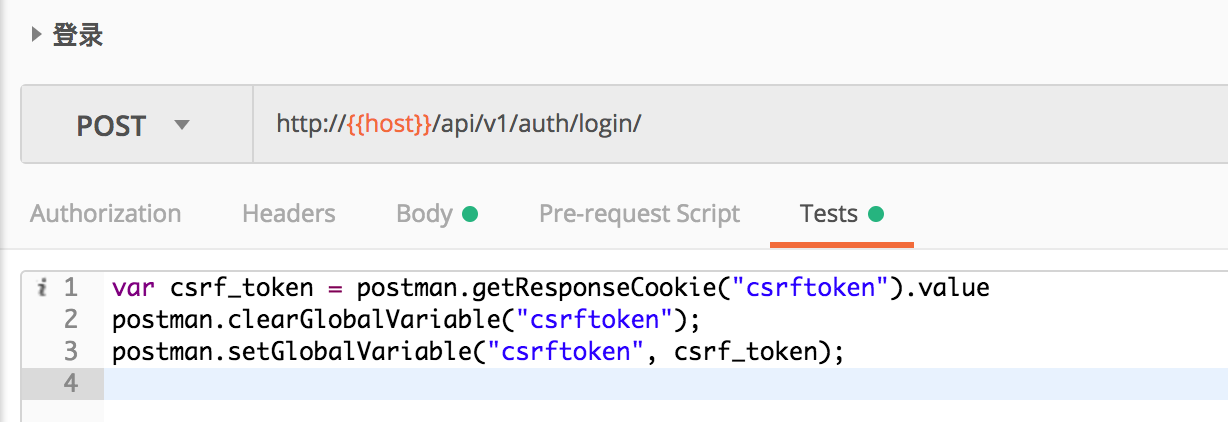 登录
POST http://{{host}}/api/v1/auth/login/
Authorization Headers Body Pre-request Script Tests
i 1 var csrf_token = postman.getResponseCookie("csrftoken").value
2 postman.clearGlobalVariable("csrftoken");
3 postman.setGlobalVariable("csrftoken", csrf_token);
4